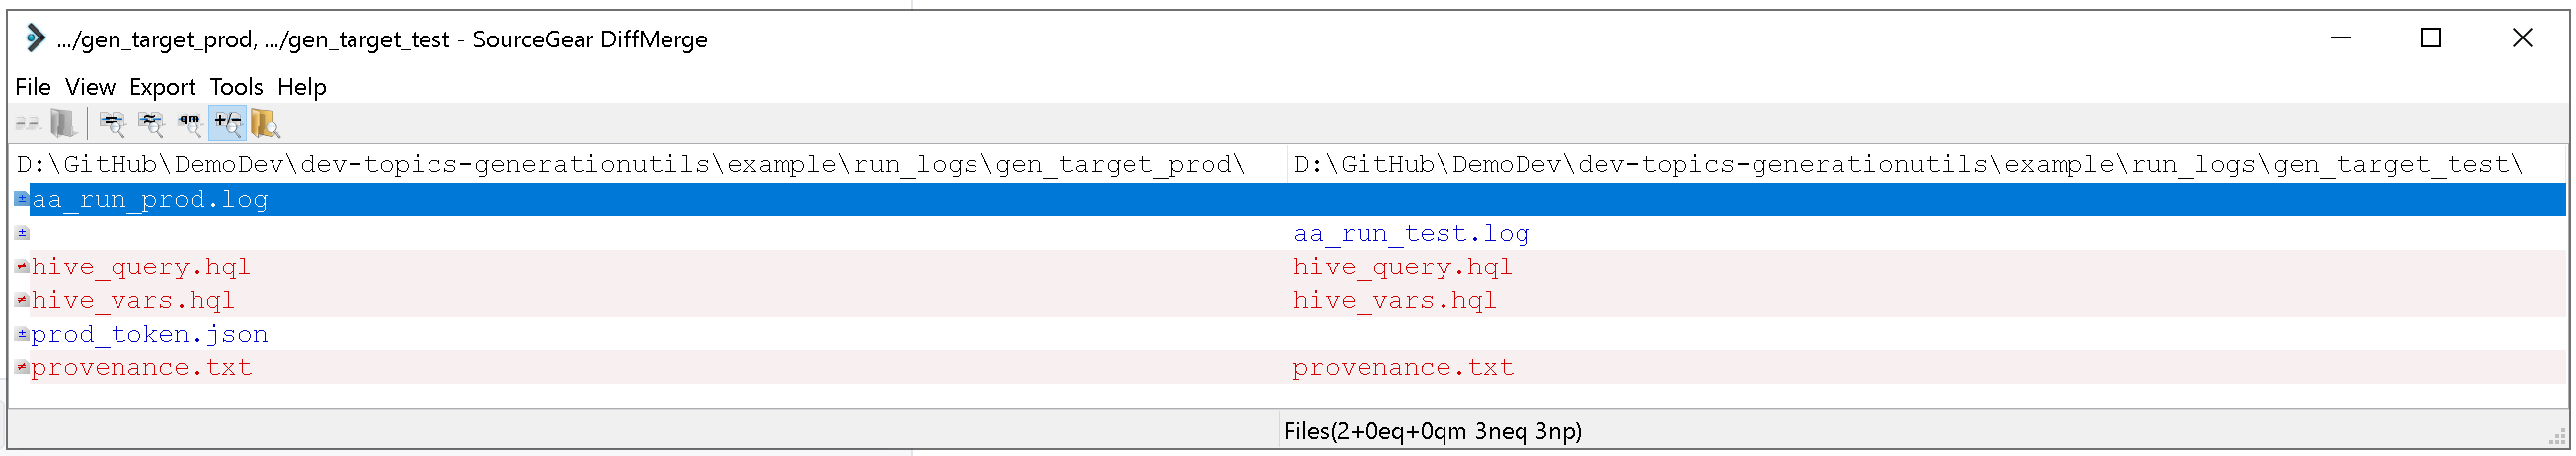 .../gen_target_prod, .../gen_target_test - SourceGear DiffMerge
File View Export Tools Help
= ≈ qm +/-
D:\GitHub\DemoDev\dev-topics-generationutils\example\run_logs\gen_target_prod\ D:\GitHub\DemoDev\dev-topics-generationutils\example\run_logs\gen_target_test\
aa_run_prod.log
aa_run_test.log
hive_query.hql hive_query.hql
hive_vars.hql hive_vars.hql
prod_token.json
provenance.txt provenance.txt
Files(2+0eq+0qm 3neq 3np)